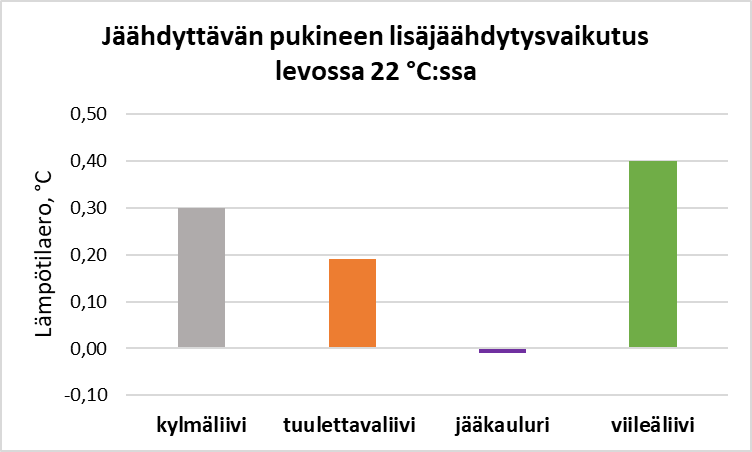 Jäähdyttävän pukineen lisäjäähdytysvaikutus
levossa 22 °C:ssa
Lämpötilaero, °C
0,50
0,40
0,30
0,20
0,10
0,00
-0,10
kylmäliivi tuulettavaliivi jääkauluri viileäliivi